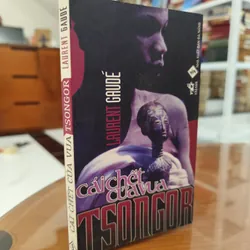 LAURENT GAUDÉ
CÁI CHẾT CỦA VUA TSONGOR
LAURENT GAUDÉ
cái chết
của vua
TSONGOR